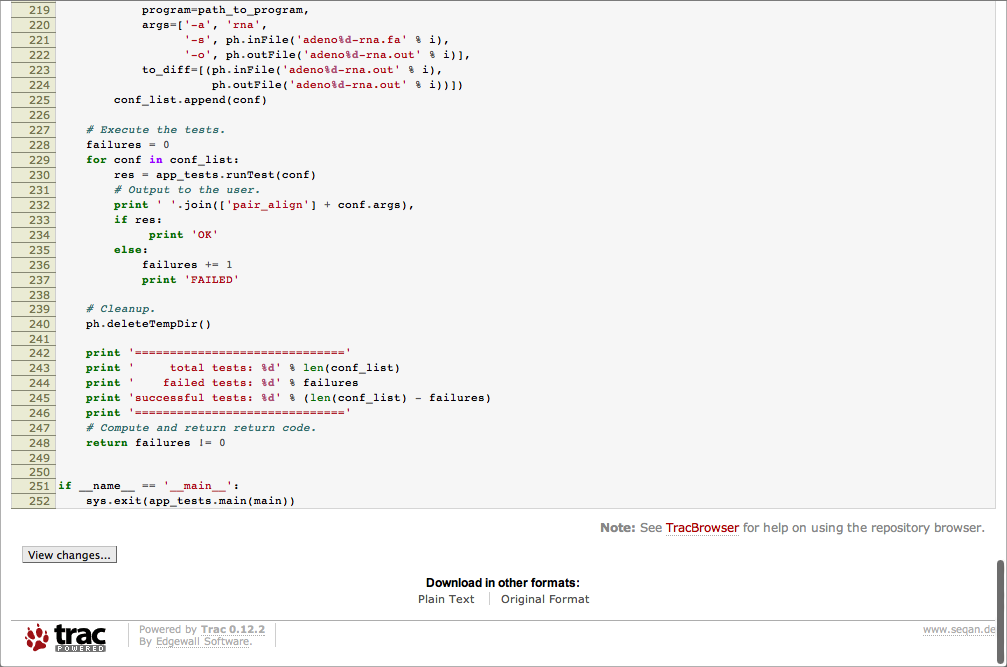 219             program=path_to_program,
220             args=['-a', 'rna',
221                   '-s', ph.inFile('adeno%d-rna.fa' % i),
222                   '-o', ph.outFile('adeno%d-rna.out' % i)],
223             to_diff=[(ph.inFile('adeno%d-rna.out' % i),
224                       ph.outFile('adeno%d-rna.out' % i))])
225         conf_list.append(conf)
226
227     # Execute the tests.
228     failures = 0
229     for conf in conf_list:
230         res = app_tests.runTest(conf)
231         # Output to the user.
232         print ' '.join(['pair_align'] + conf.args),
233         if res:
234              print 'OK'
235         else:
236             failures += 1
237             print 'FAILED'
238
239     # Cleanup.
240     ph.deleteTempDir()
241
242     print '=============================='
243     print '     total tests: %d' % len(conf_list)
244     print '    failed tests: %d' % failures
245     print 'successful tests: %d' % (len(conf_list) - failures)
246     print '=============================='
247     # Compute and return return code.
248     return failures != 0
249
250
251 if __name__ == '__main__':
252     sys.exit(app_tests.main(main))
Note: See TracBrowser for help on using the repository browser.
View changes...
Download in other formats:
Plain Text Original Format
trac
POWERED
Powered by Trac 0.12.2
By Edgewall Software.
www.seqan.de